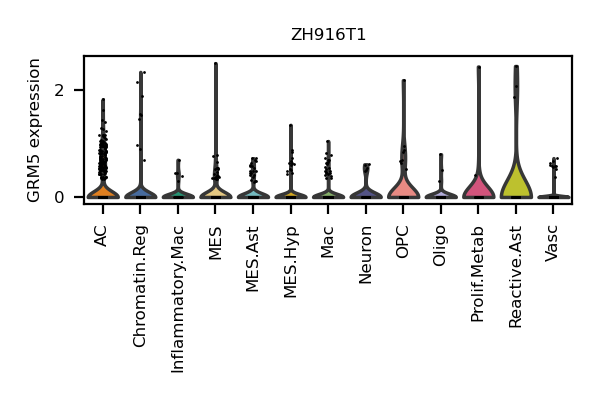 ZH916T1
GRM5 expression
2
0
AC
Chromatin.Reg
Inflammatory.Mac
MES
MES.Ast
MES.Hyp
Mac
Neuron
OPC
Oligo
Prolif.Metab
Reactive.Ast
Vasc